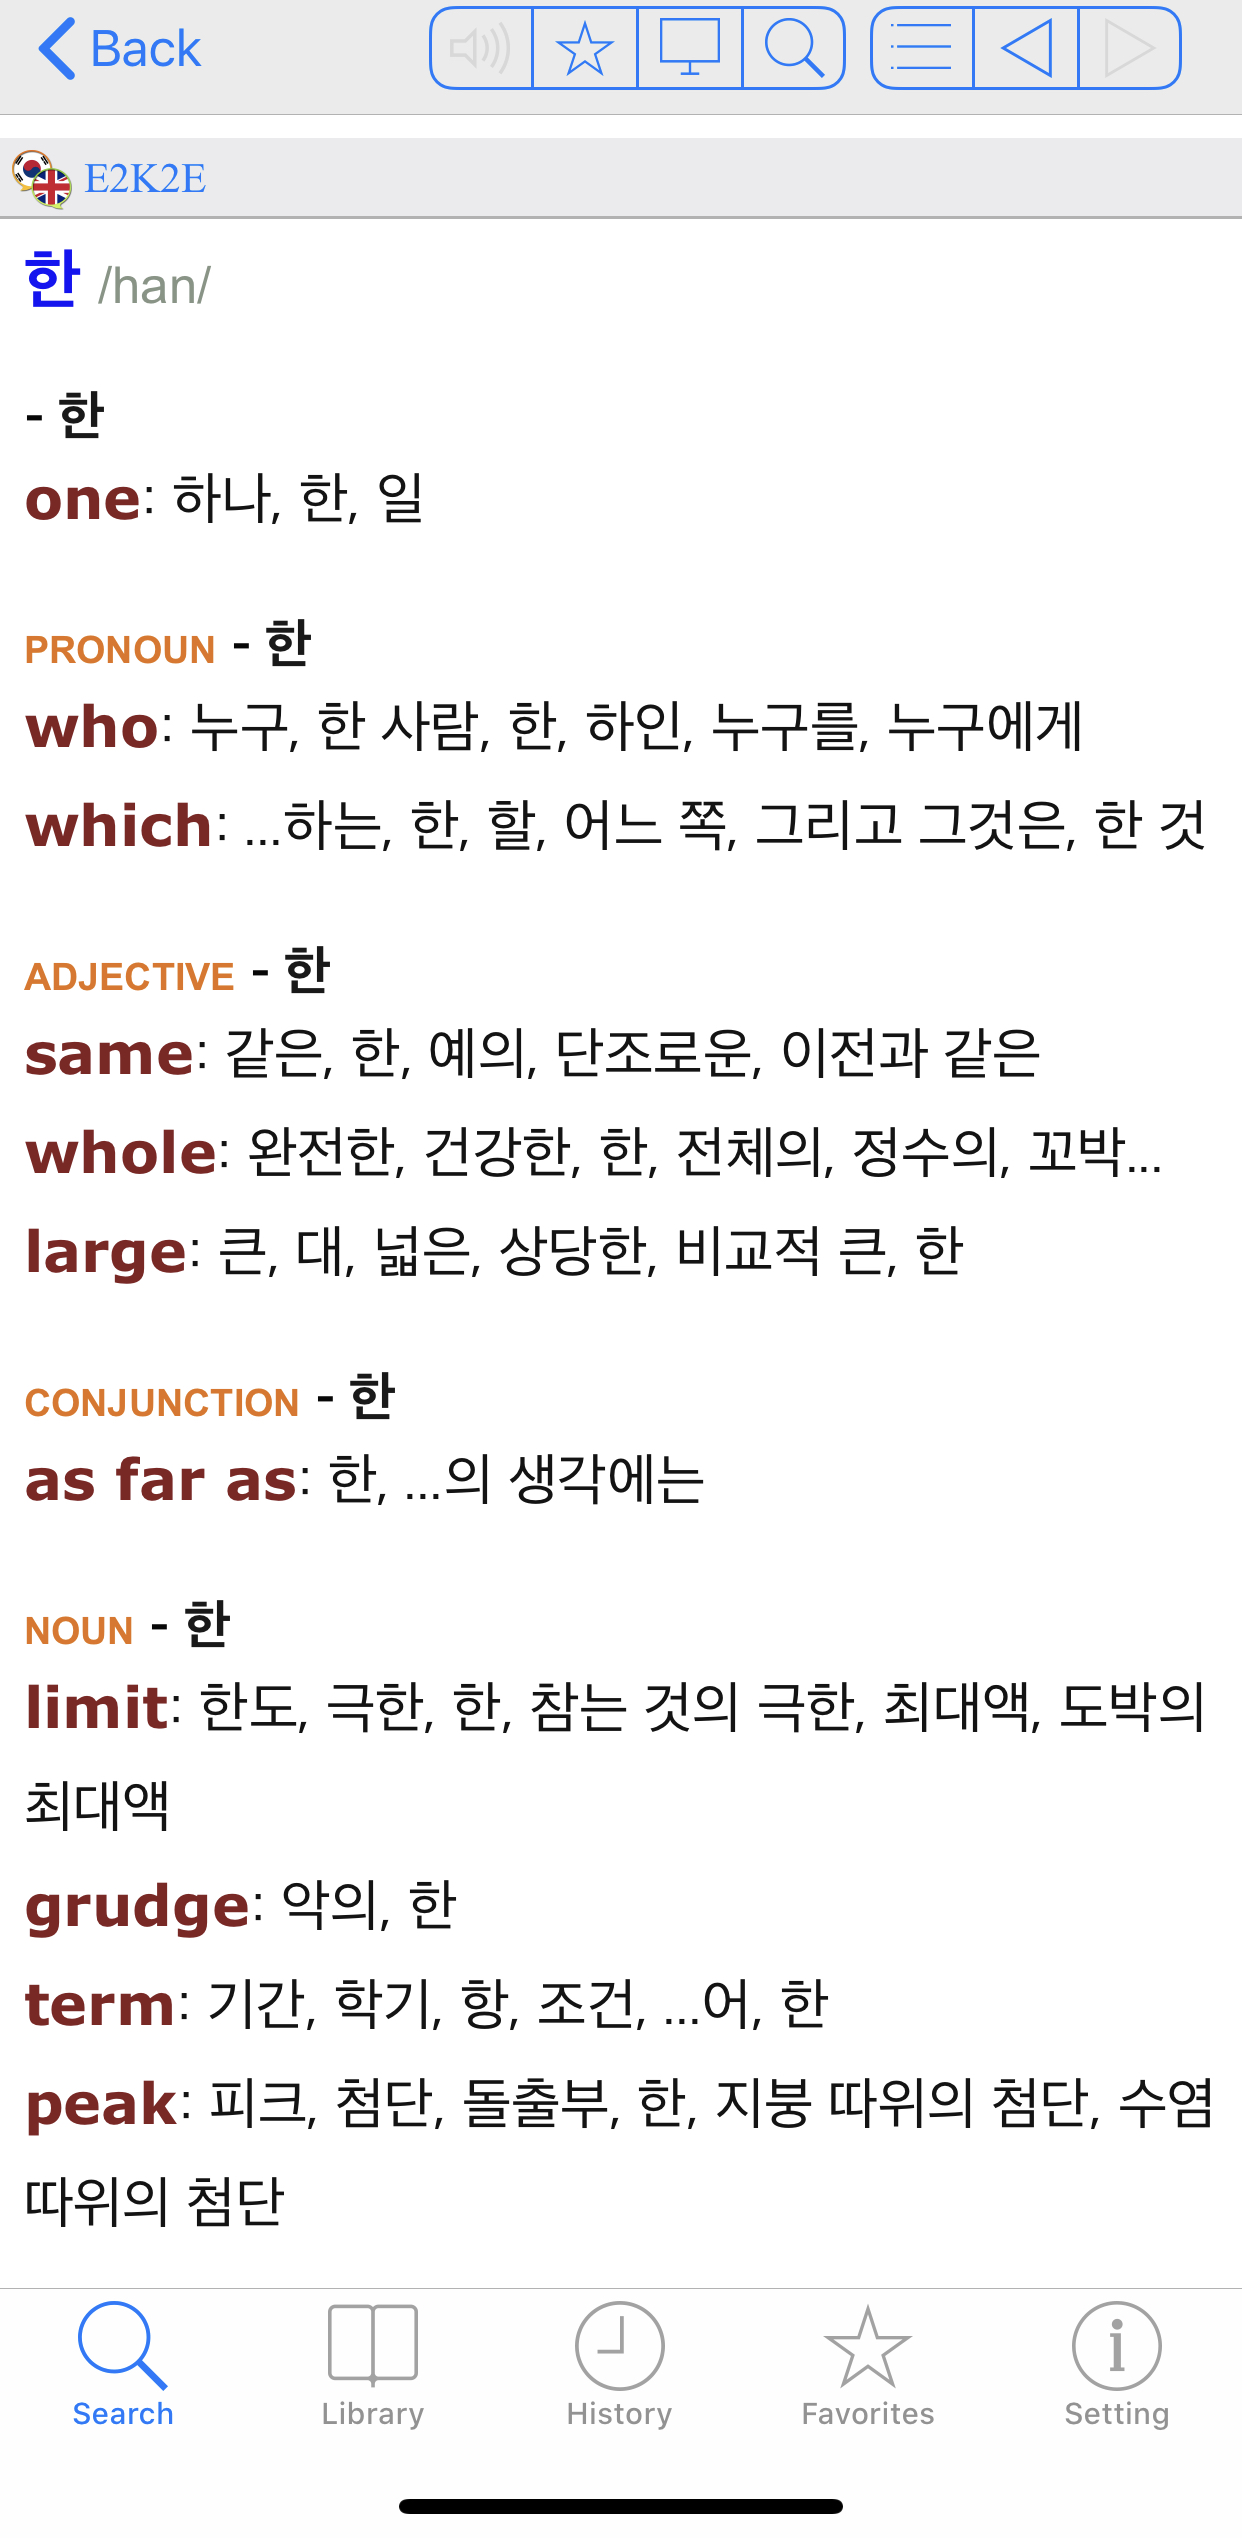 Back
E2K2E
한 /han/
- 한
one: 하나, 한, 일
PRONOUN - 한
who: 누구, 한 사람, 한, 하인, 누구를, 누구에게
which: ...하는, 한, 할, 어느 쪽, 그리고 그것은, 한 것
ADJECTIVE - 한
same: 같은, 한, 예의, 단조로운, 이전과 같은
whole: 완전한, 건강한, 한, 전체의, 정수의, 꼬박...
large: 큰, 대, 넓은, 상당한, 비교적 큰, 한
CONJUNCTION - 한
as far as: 한, ...의 생각에는
NOUN - 한
limit: 한도, 극한, 한, 참는 것의 극한, 최대액, 도박의
최대액
grudge: 악의, 한
term: 기간, 학기, 항, 조건, ...어, 한
peak: 피크, 첨단, 돌출부, 한, 지붕 따위의 첨단, 수염
따위의 첨단
Search Library History Favorites Setting